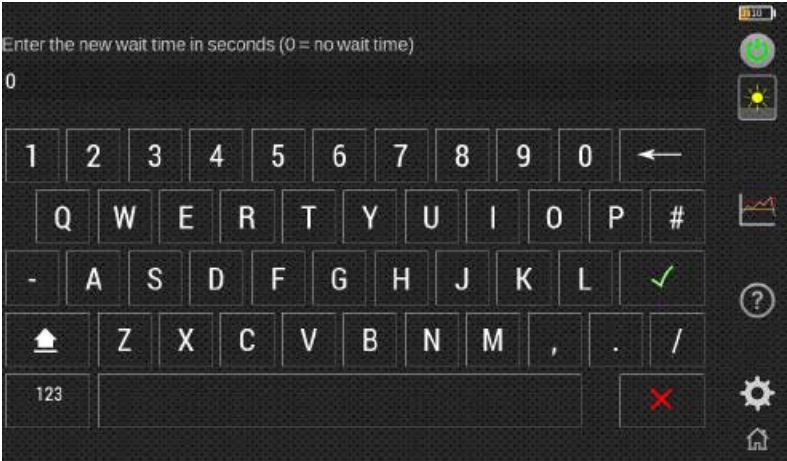 Enter the new wait time in seconds (0 = no wait time)
0
1 2 3 4 5 6 7 8 9 0
Q W E R T Y U I O P #
- A S D F G H J K L
Z X C V B N M , . /
123
?